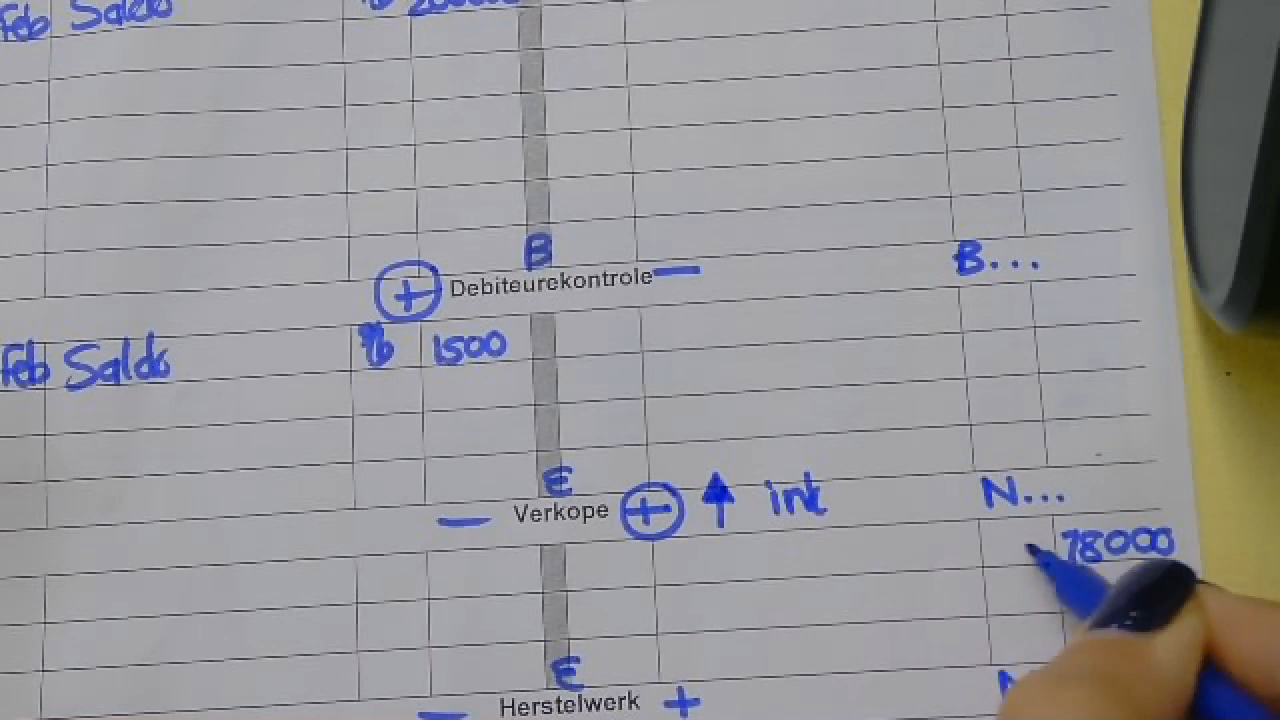 Feb Saldo
B B...
+ Debiteurekontrole −
Feb Saldo % 1500
E N...
− Verkope + ↑ ink
78000
E
− Herstelwerk +